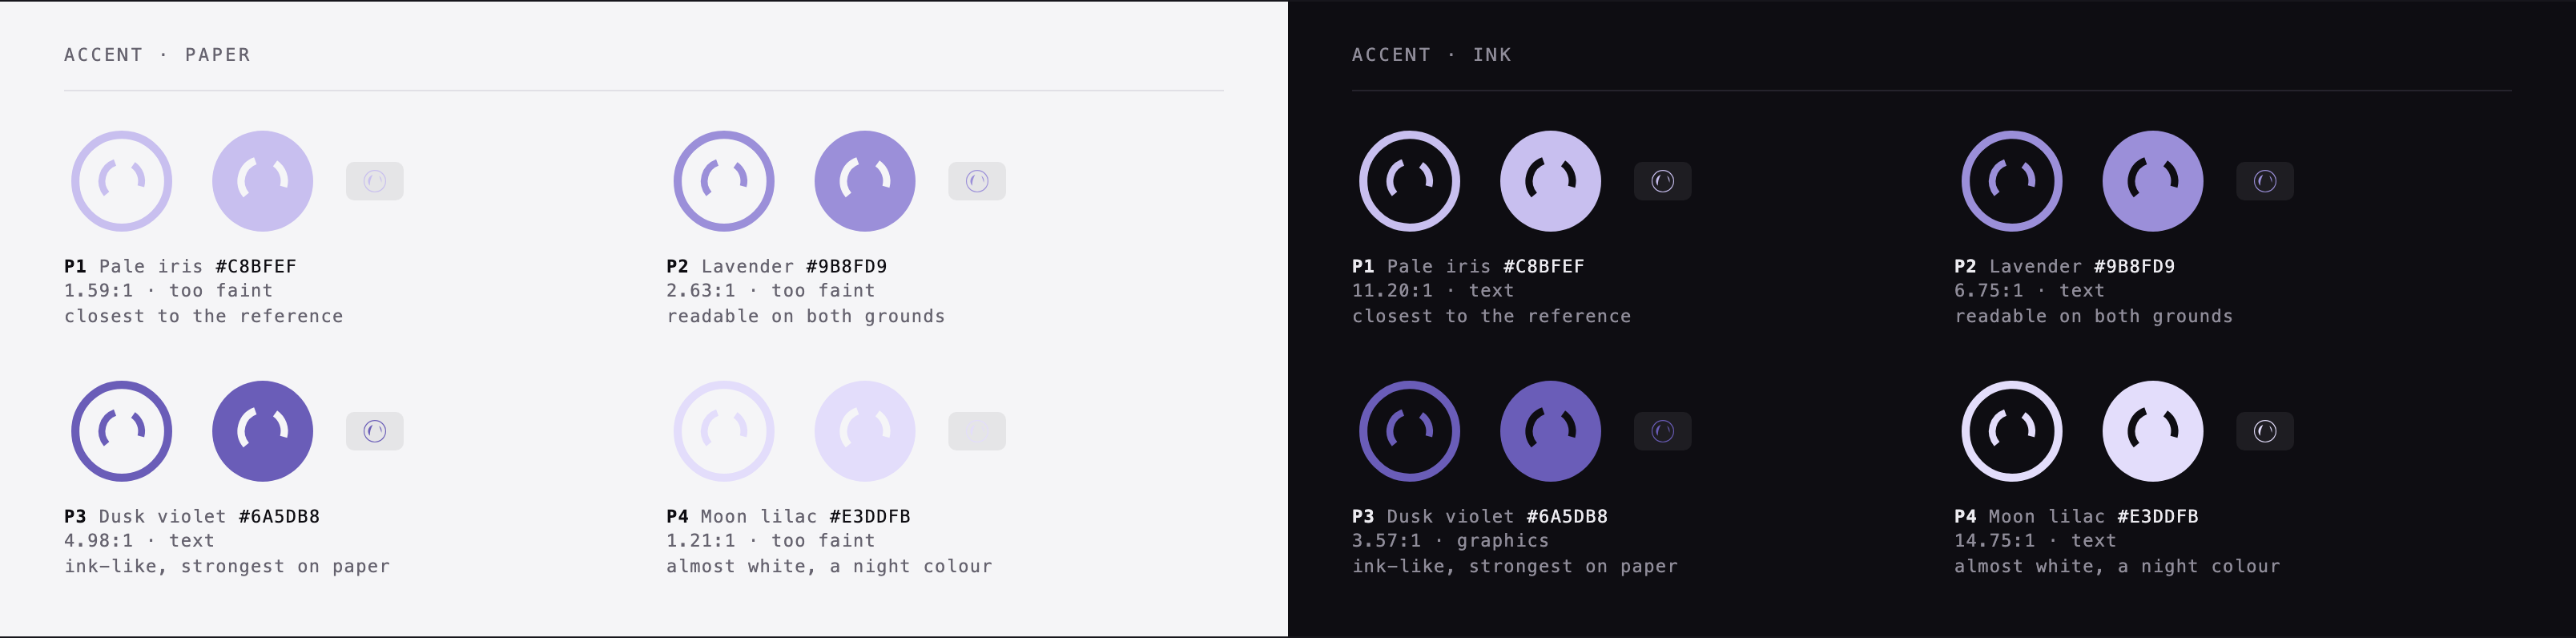 ACCENT · PAPER
P1 Pale iris #C8BFEF
1.59:1 · too faint
closest to the reference
P2 Lavender #9B8FD9
2.63:1 · too faint
readable on both grounds
P3 Dusk violet #6A5DB8
4.98:1 · text
ink-like, strongest on paper
P4 Moon lilac #E3DDFB
1.21:1 · too faint
almost white, a night colour
ACCENT · INK
P1 Pale iris #C8BFEF
11.20:1 · text
closest to the reference
P2 Lavender #9B8FD9
6.75:1 · text
readable on both grounds
P3 Dusk violet #6A5DB8
3.57:1 · graphics
ink-like, strongest on paper
P4 Moon lilac #E3DDFB
14.75:1 · text
almost white, a night colour